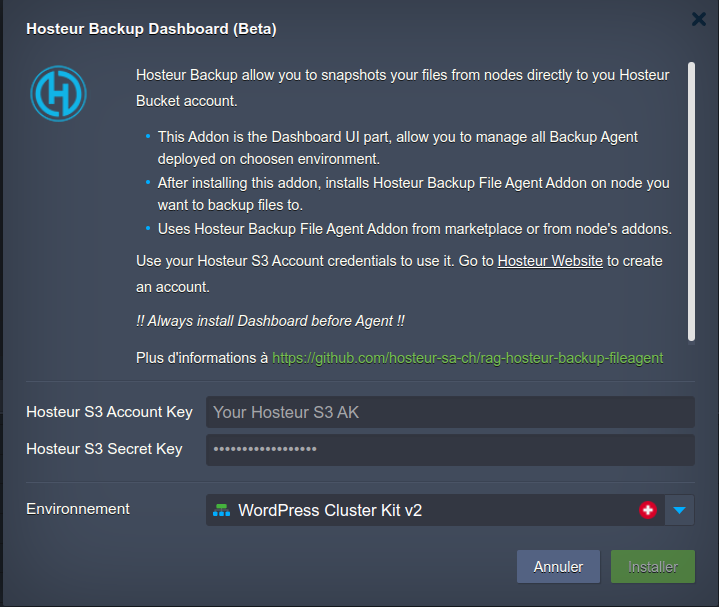 Hosteur Backup Dashboard (Beta)
Hosteur Backup allow you to snapshots your files from nodes directly to you Hosteur
Bucket account.
This Addon is the Dashboard UI part, allow you to manage all Backup Agent
deployed on choosen environment.
After installing this addon, installs Hosteur Backup File Agent Addon on node you
want to backup files to.
Uses Hosteur Backup File Agent Addon from marketplace or from node's addons.
Use your Hosteur S3 Account credentials to use it. Go to Hosteur Website to create
an account.
!! Always install Dashboard before Agent !!
Plus d'informations à https://github.com/hosteur-sa-ch/rag-hosteur-backup-fileagent
Hosteur S3 Account Key Your Hosteur S3 AK
Hosteur S3 Secret Key ••••••••••••••••••
Environnement WordPress Cluster Kit v2
Annuler Installer